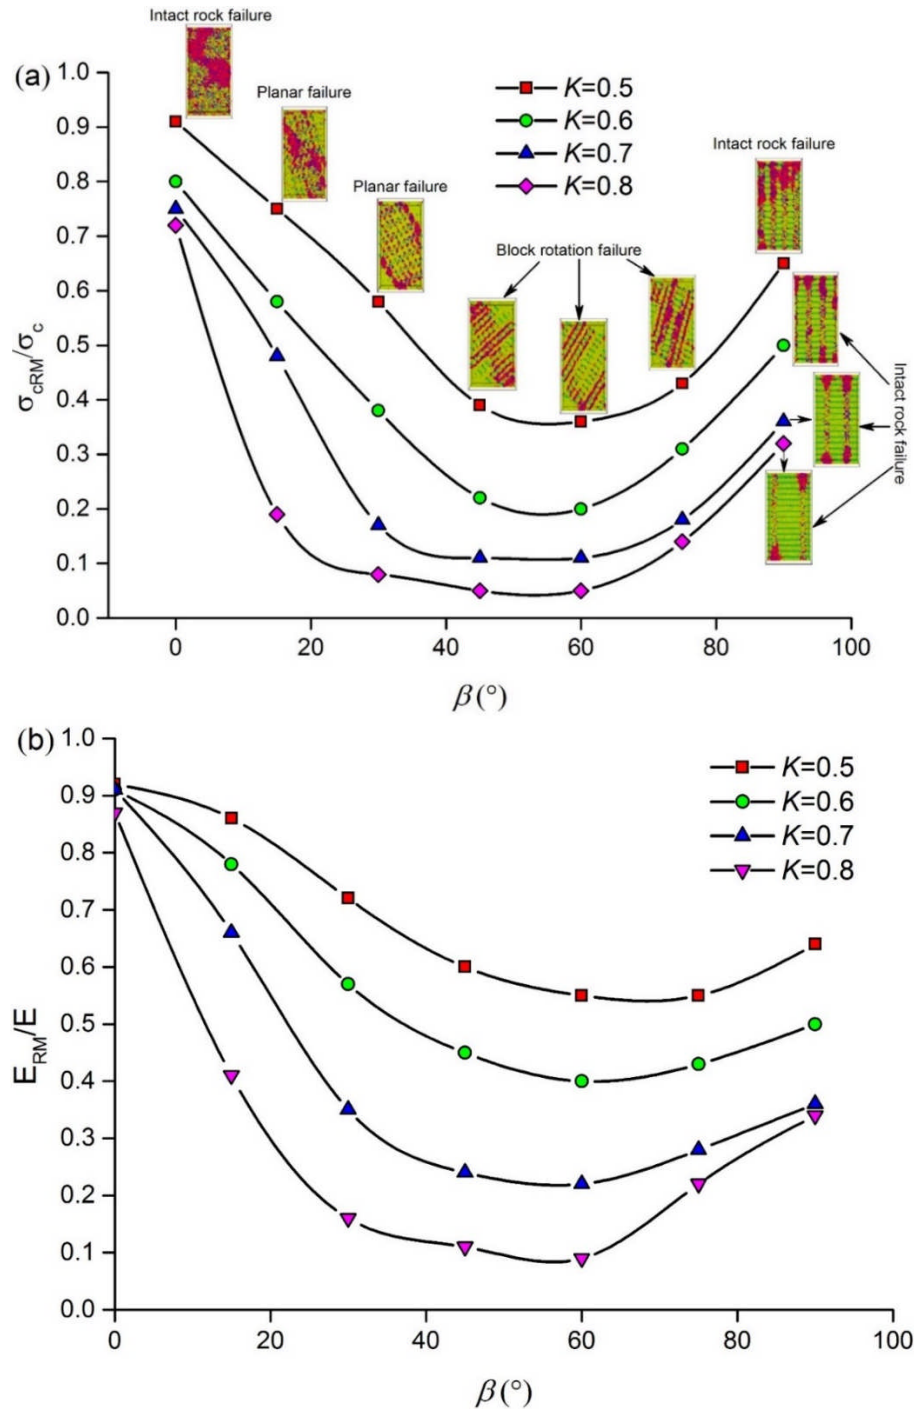 Intact rock failure
(a)
Planar failure
Planar failure
Block rotation failure
Intact rock failure
Intact rock failure
K=0.5
K=0.6
K=0.7
K=0.8
1.0
0.9
0.8
0.7
0.6
0.5
0.4
0.3
0.2
0.1
0.0
σcRM/σc
0 20 40 60 80 100
β(°)
(b)
K=0.5
K=0.6
K=0.7
K=0.8
1.0
0.9
0.8
0.7
0.6
0.5
0.4
0.3
0.2
0.1
0.0
ERM/E
0 20 40 60 80 100
β(°)